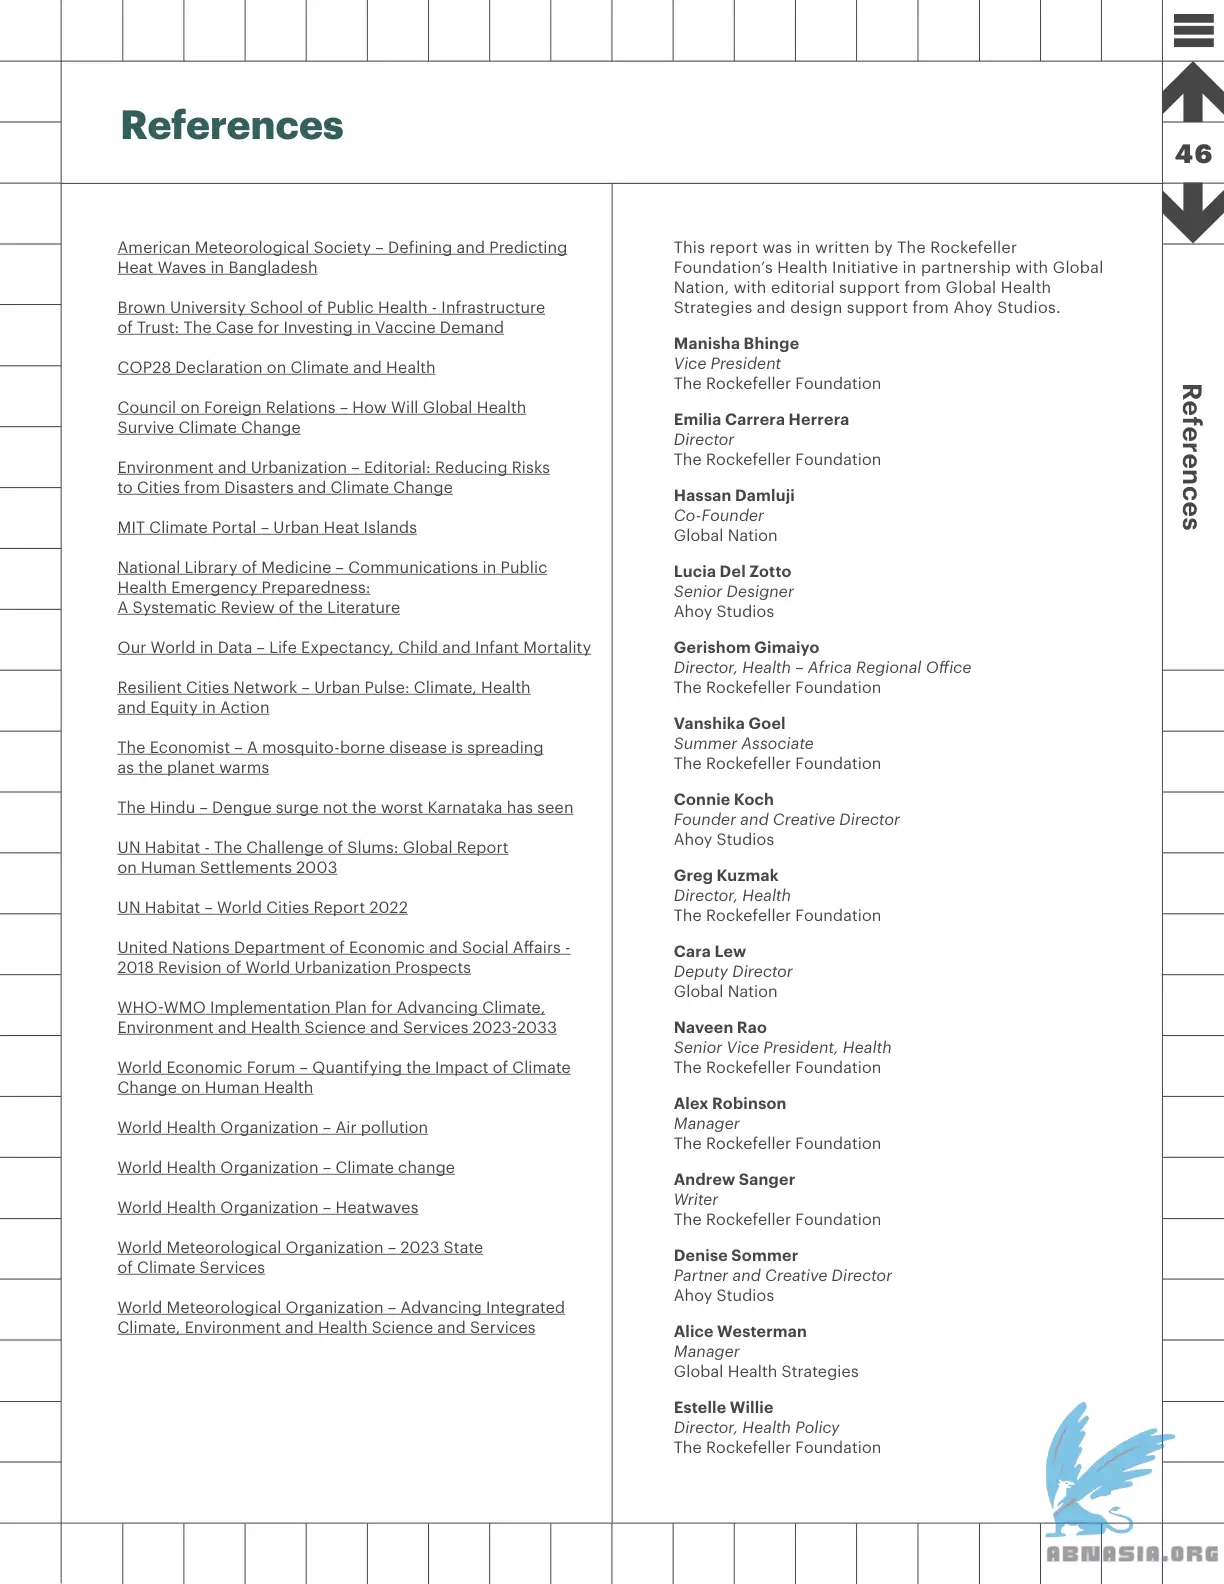 References
46
American Meteorological Society – Defining and Predicting
Heat Waves in Bangladesh
Brown University School of Public Health - Infrastructure
of Trust: The Case for Investing in Vaccine Demand
COP28 Declaration on Climate and Health
Council on Foreign Relations – How Will Global Health
Survive Climate Change
Environment and Urbanization – Editorial: Reducing Risks
to Cities from Disasters and Climate Change
MIT Climate Portal – Urban Heat Islands
National Library of Medicine – Communications in Public
Health Emergency Preparedness:
A Systematic Review of the Literature
Our World in Data – Life Expectancy, Child and Infant Mortality
Resilient Cities Network – Urban Pulse: Climate, Health
and Equity in Action
The Economist – A mosquito-borne disease is spreading
as the planet warms
The Hindu – Dengue surge not the worst Karnataka has seen
UN Habitat - The Challenge of Slums: Global Report
on Human Settlements 2003
UN Habitat – World Cities Report 2022
United Nations Department of Economic and Social Affairs -
2018 Revision of World Urbanization Prospects
WHO-WMO Implementation Plan for Advancing Climate,
Environment and Health Science and Services 2023-2033
World Economic Forum – Quantifying the Impact of Climate
Change on Human Health
World Health Organization – Air pollution
World Health Organization – Climate change
World Health Organization – Heatwaves
World Meteorological Organization – 2023 State
of Climate Services
World Meteorological Organization – Advancing Integrated
Climate, Environment and Health Science and Services
This report was in written by The Rockefeller
Foundation's Health Initiative in partnership with Global
Nation, with editorial support from Global Health
Strategies and design support from Ahoy Studios.
Manisha Bhinge
Vice President
The Rockefeller Foundation
Emilia Carrera Herrera
Director
The Rockefeller Foundation
Hassan Damluji
Co-Founder
Global Nation
Lucia Del Zotto
Senior Designer
Ahoy Studios
Gerishom Gimaiyo
Director, Health – Africa Regional Office
The Rockefeller Foundation
Vanshika Goel
Summer Associate
The Rockefeller Foundation
Connie Koch
Founder and Creative Director
Ahoy Studios
Greg Kuzmak
Director, Health
The Rockefeller Foundation
Cara Lew
Deputy Director
Global Nation
Naveen Rao
Senior Vice President, Health
The Rockefeller Foundation
Alex Robinson
Manager
The Rockefeller Foundation
Andrew Sanger
Writer
The Rockefeller Foundation
Denise Sommer
Partner and Creative Director
Ahoy Studios
Alice Westerman
Manager
Global Health Strategies
Estelle Willie
Director, Health Policy
The Rockefeller Foundation
References
ABNASIA.ORG